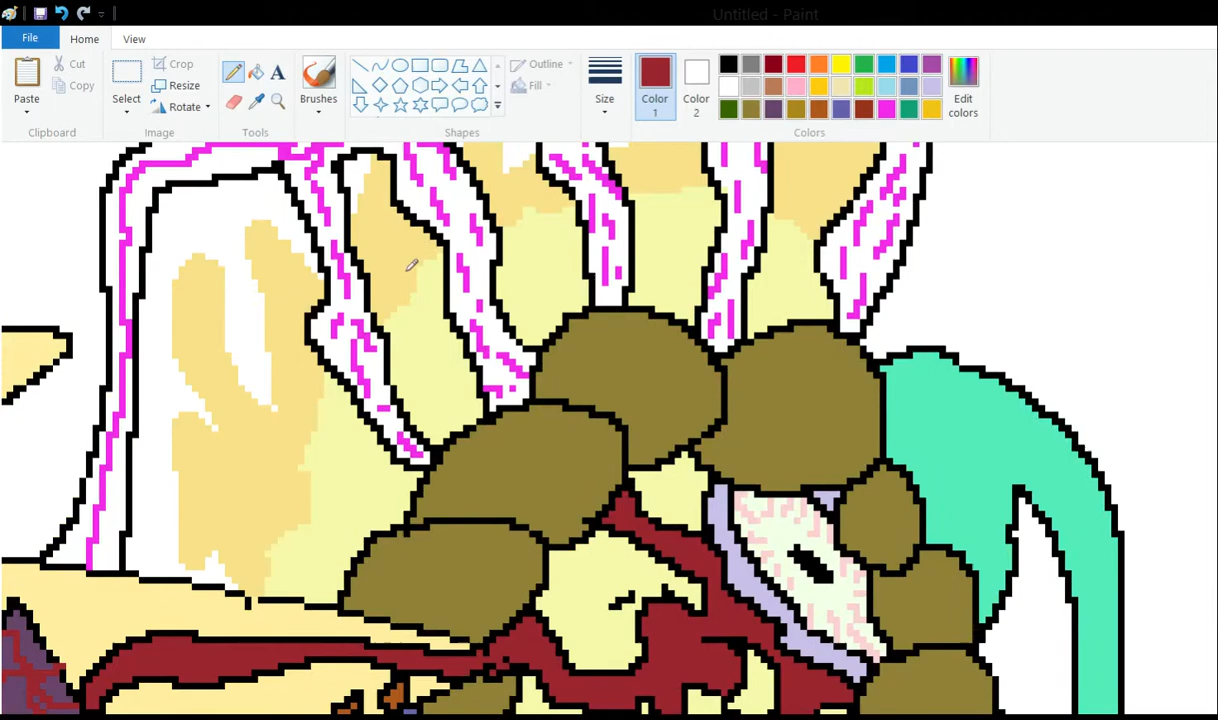 Untitled - Paint
File Home View
Paste
Cut
Copy
Clipboard
Select
Crop
Resize
Rotate
Image
A
Tools
Brushes
Outline
Fill
Shapes
Size
Color
1
Color
2
Edit
colors
Colors